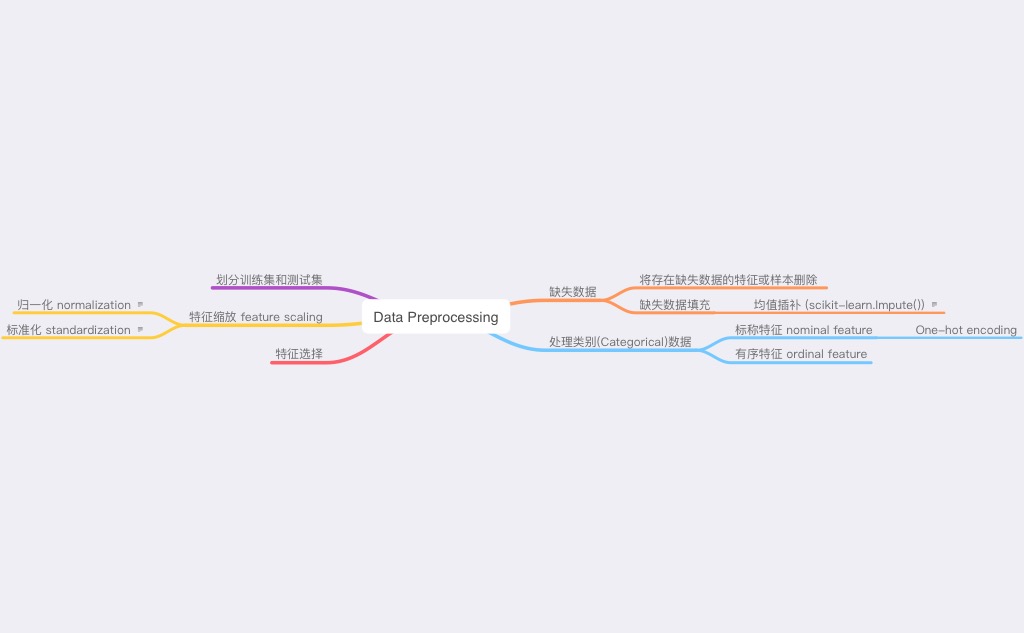 Data Preprocessing
缺失数据
将存在缺失数据的特征或样本删除
缺失数据填充
均值插补 (scikit-learn.Impute())
处理类别(Categorical)数据
标称特征 nominal feature
One-hot encoding
有序特征 ordinal feature
划分训练集和测试集
特征缩放 feature scaling
归一化 normalization
标准化 standardization
特征选择